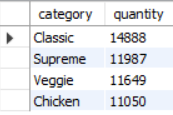 category quantity
Classic 14888
Supreme 11987
Veggie 11649
Chicken 11050